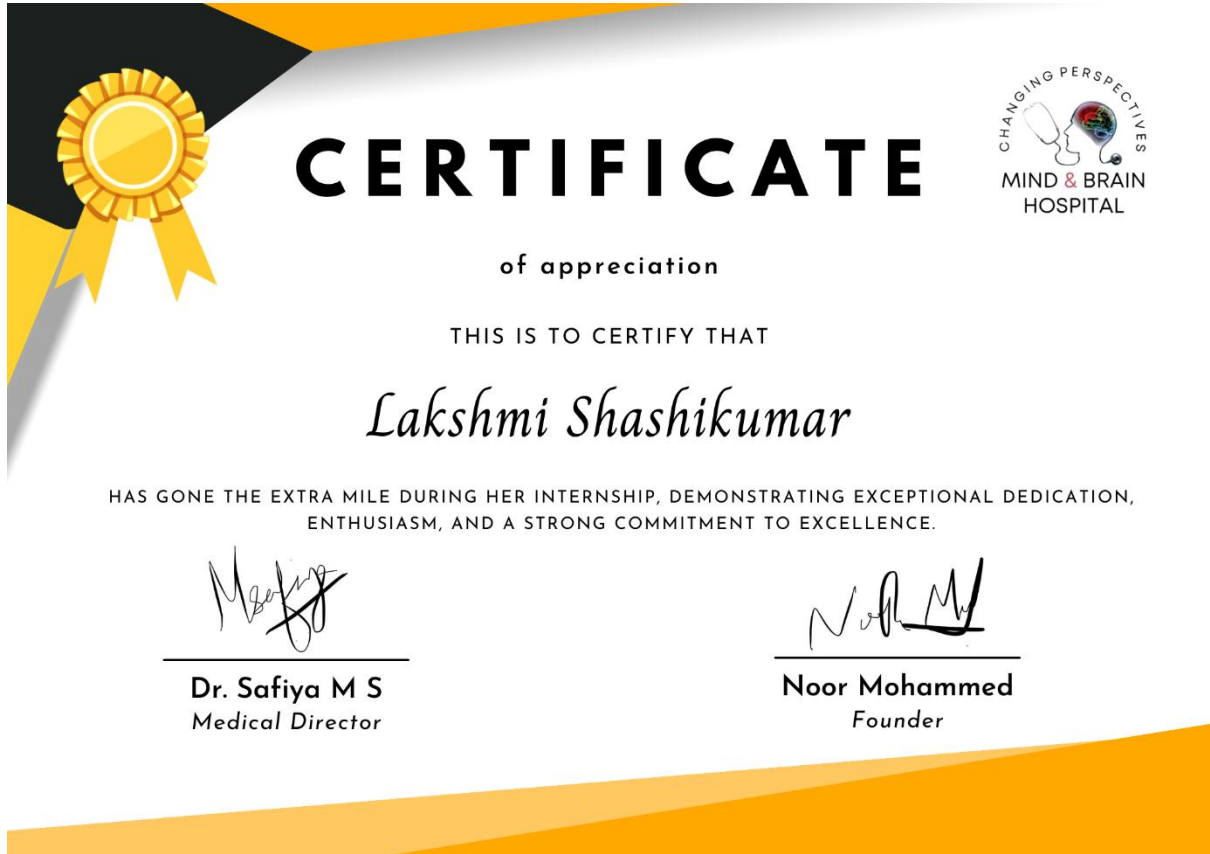 CHANGING PERSPECTIVES
MIND & BRAIN
HOSPITAL
CERTIFICATE
of appreciation
THIS IS TO CERTIFY THAT
Lakshmi Shashikumar
HAS GONE THE EXTRA MILE DURING HER INTERNSHIP, DEMONSTRATING EXCEPTIONAL DEDICATION,
ENTHUSIASM, AND A STRONG COMMITMENT TO EXCELLENCE.
Dr. Safiya M S
Medical Director
Noor Mohammed
Founder